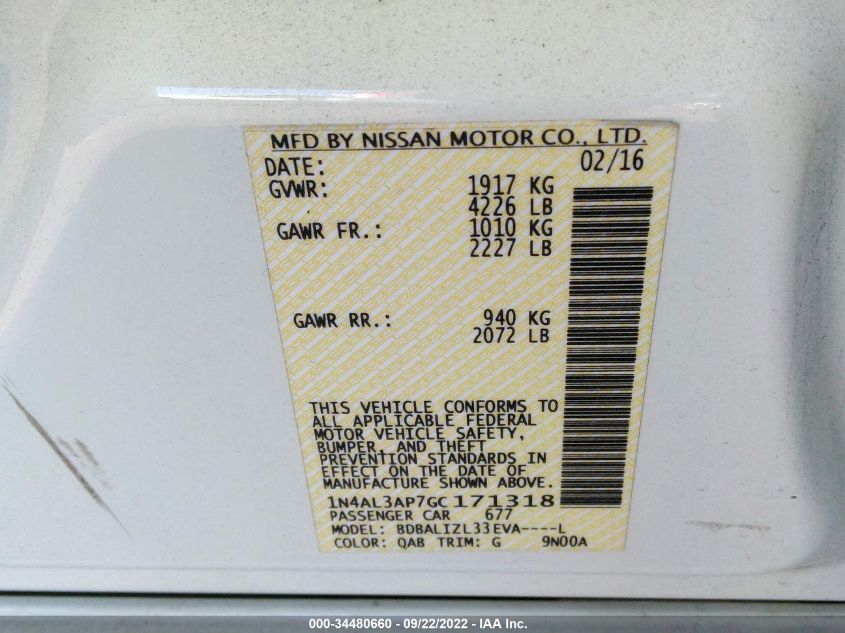 MFD BY NISSAN MOTOR CO., LTD.
DATE: 02/16
GVWR: 1917 KG
4226 LB
GAWR FR.: 1010 KG
2227 LB
GAWR RR.: 940 KG
2072 LB
THIS VEHICLE CONFORMS TO
ALL APPLICABLE FEDERAL
MOTOR VEHICLE SAFETY,
BUMPER, AND THEFT
PREVENTION STANDARDS IN
EFFECT ON THE DATE OF
MANUFACTURE SHOWN ABOVE.
1N4AL3AP7GC171318
PASSENGER CAR 677
MODEL: BDBALIZL33EVA----L
COLOR: QAB TRIM: G 9N00A
000-34480660 - 09/22/2022 - IAA Inc.